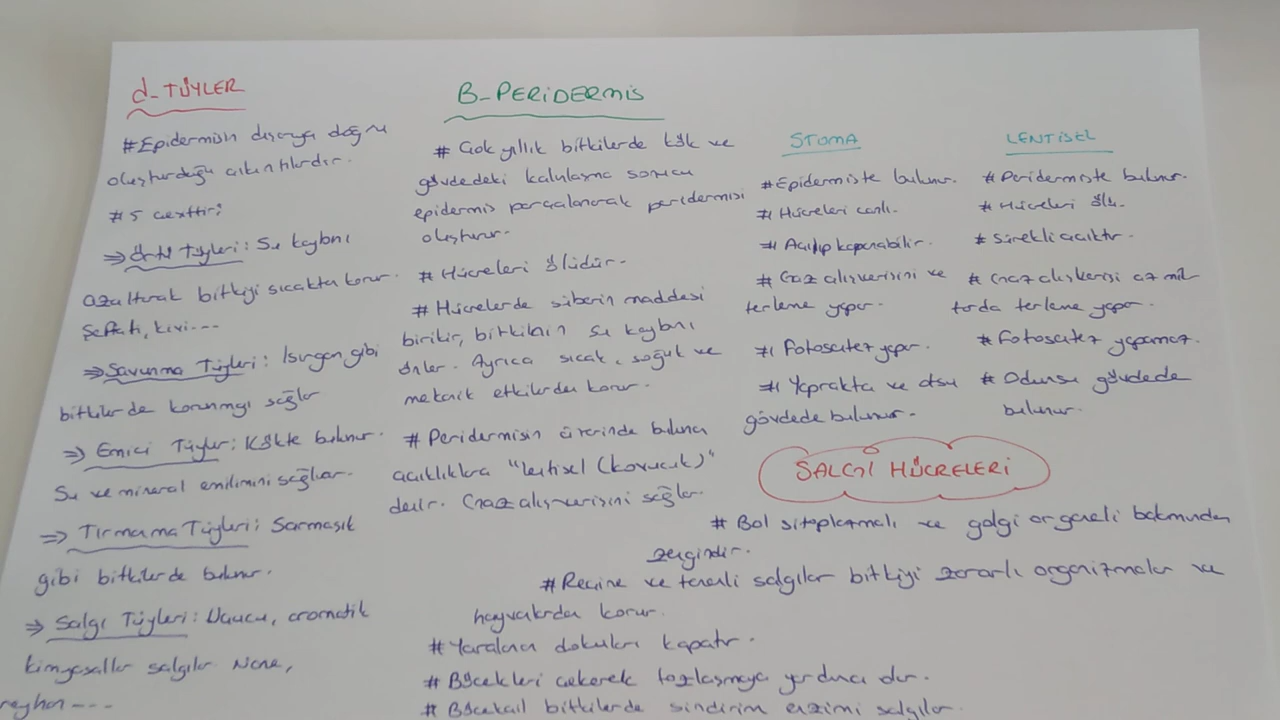 d-TÜYLER
#Epidermisin dışarıya doğru
oluşturduğu çıkıntılardır.
#5 çeşittir;
⇒Örtü tüyleri: Su kaybını
azaltarak bitkiyi sıcaktan korur.
Şeftali, kivi---
⇒Savunma Tüyleri: Isırgan gibi
bitkilerde korunmayı sağlar
⇒ Emici Tüyler: Kökte bulunur.
Su ve mineral emilimini sağlar.
⇒ Tırmanma Tüyleri: Sarmaşık
gibi bitkilerde bulunur.
⇒ Salgı Tüyleri: Uçucu, aromatik
kimyasallar salgılar Nane,
reyhan----
B-PERİDERMİS
# Çok yıllık bitkilerde kök ve
gövdedeki kalınlaşma sonucu
epidermis parçalanarak peridermisi
oluşturur.
# Hücreleri ölüdür.
# Hücrelerde süberin maddesi
birikir, bitkinin su kaybını
önler. Ayrıca sıcak, soğuk ve
mekanik etkilerden korur.
# Peridermisin üzerinde bulunan
açıklıklara "lentisel (kovucuk)"
denir. Gaz alışverişini sağlar.
STOMA
#Epidermiste bulunur.
# Hücreleri canlı.
# Açılıp kapanabilir.
# Gaz alışverişini ve
terleme yapar.
# Fotosentez yapar.
# Yaprakta ve otsu
gövdede bulunur.
LENTİSEL
# Peridermiste bulunur.
# Hücreleri ölü.
# Sürekli açıktır.
# Gaz alışverişi az mik
tarda terleme yapar.
# Fotosentez yapamaz.
# Odunsu gövdede
bulunur.
SALGI HÜCRELERİ
# Bol sitoplazmalı ve golgi organeli bakımından
zengindir.
# Reçine ve tanenli salgılar bitkiyi zararlı organizmalar ve
hayvanlardan korur.
# Yaralanan dokuları kapatır.
# Böcekleri çekerek tozlaşmaya yardımcı olur.
# Böcekçil bitkilerde sindirim enzimi salgılar.